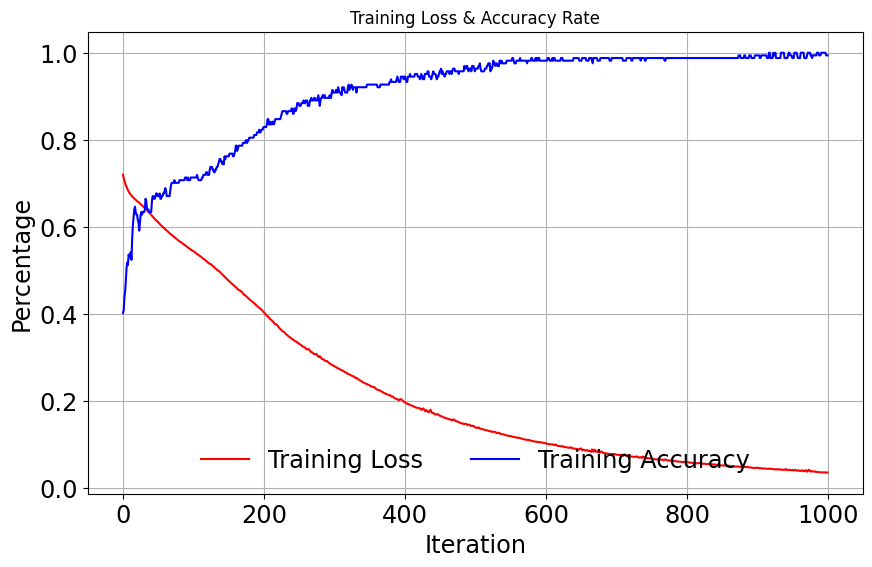 Training Loss & Accuracy Rate
1.0
0.8
0.6
0.4
0.2
0.0
Percentage
Training Loss
Training Accuracy
0 200 400 600 800 1000
Iteration